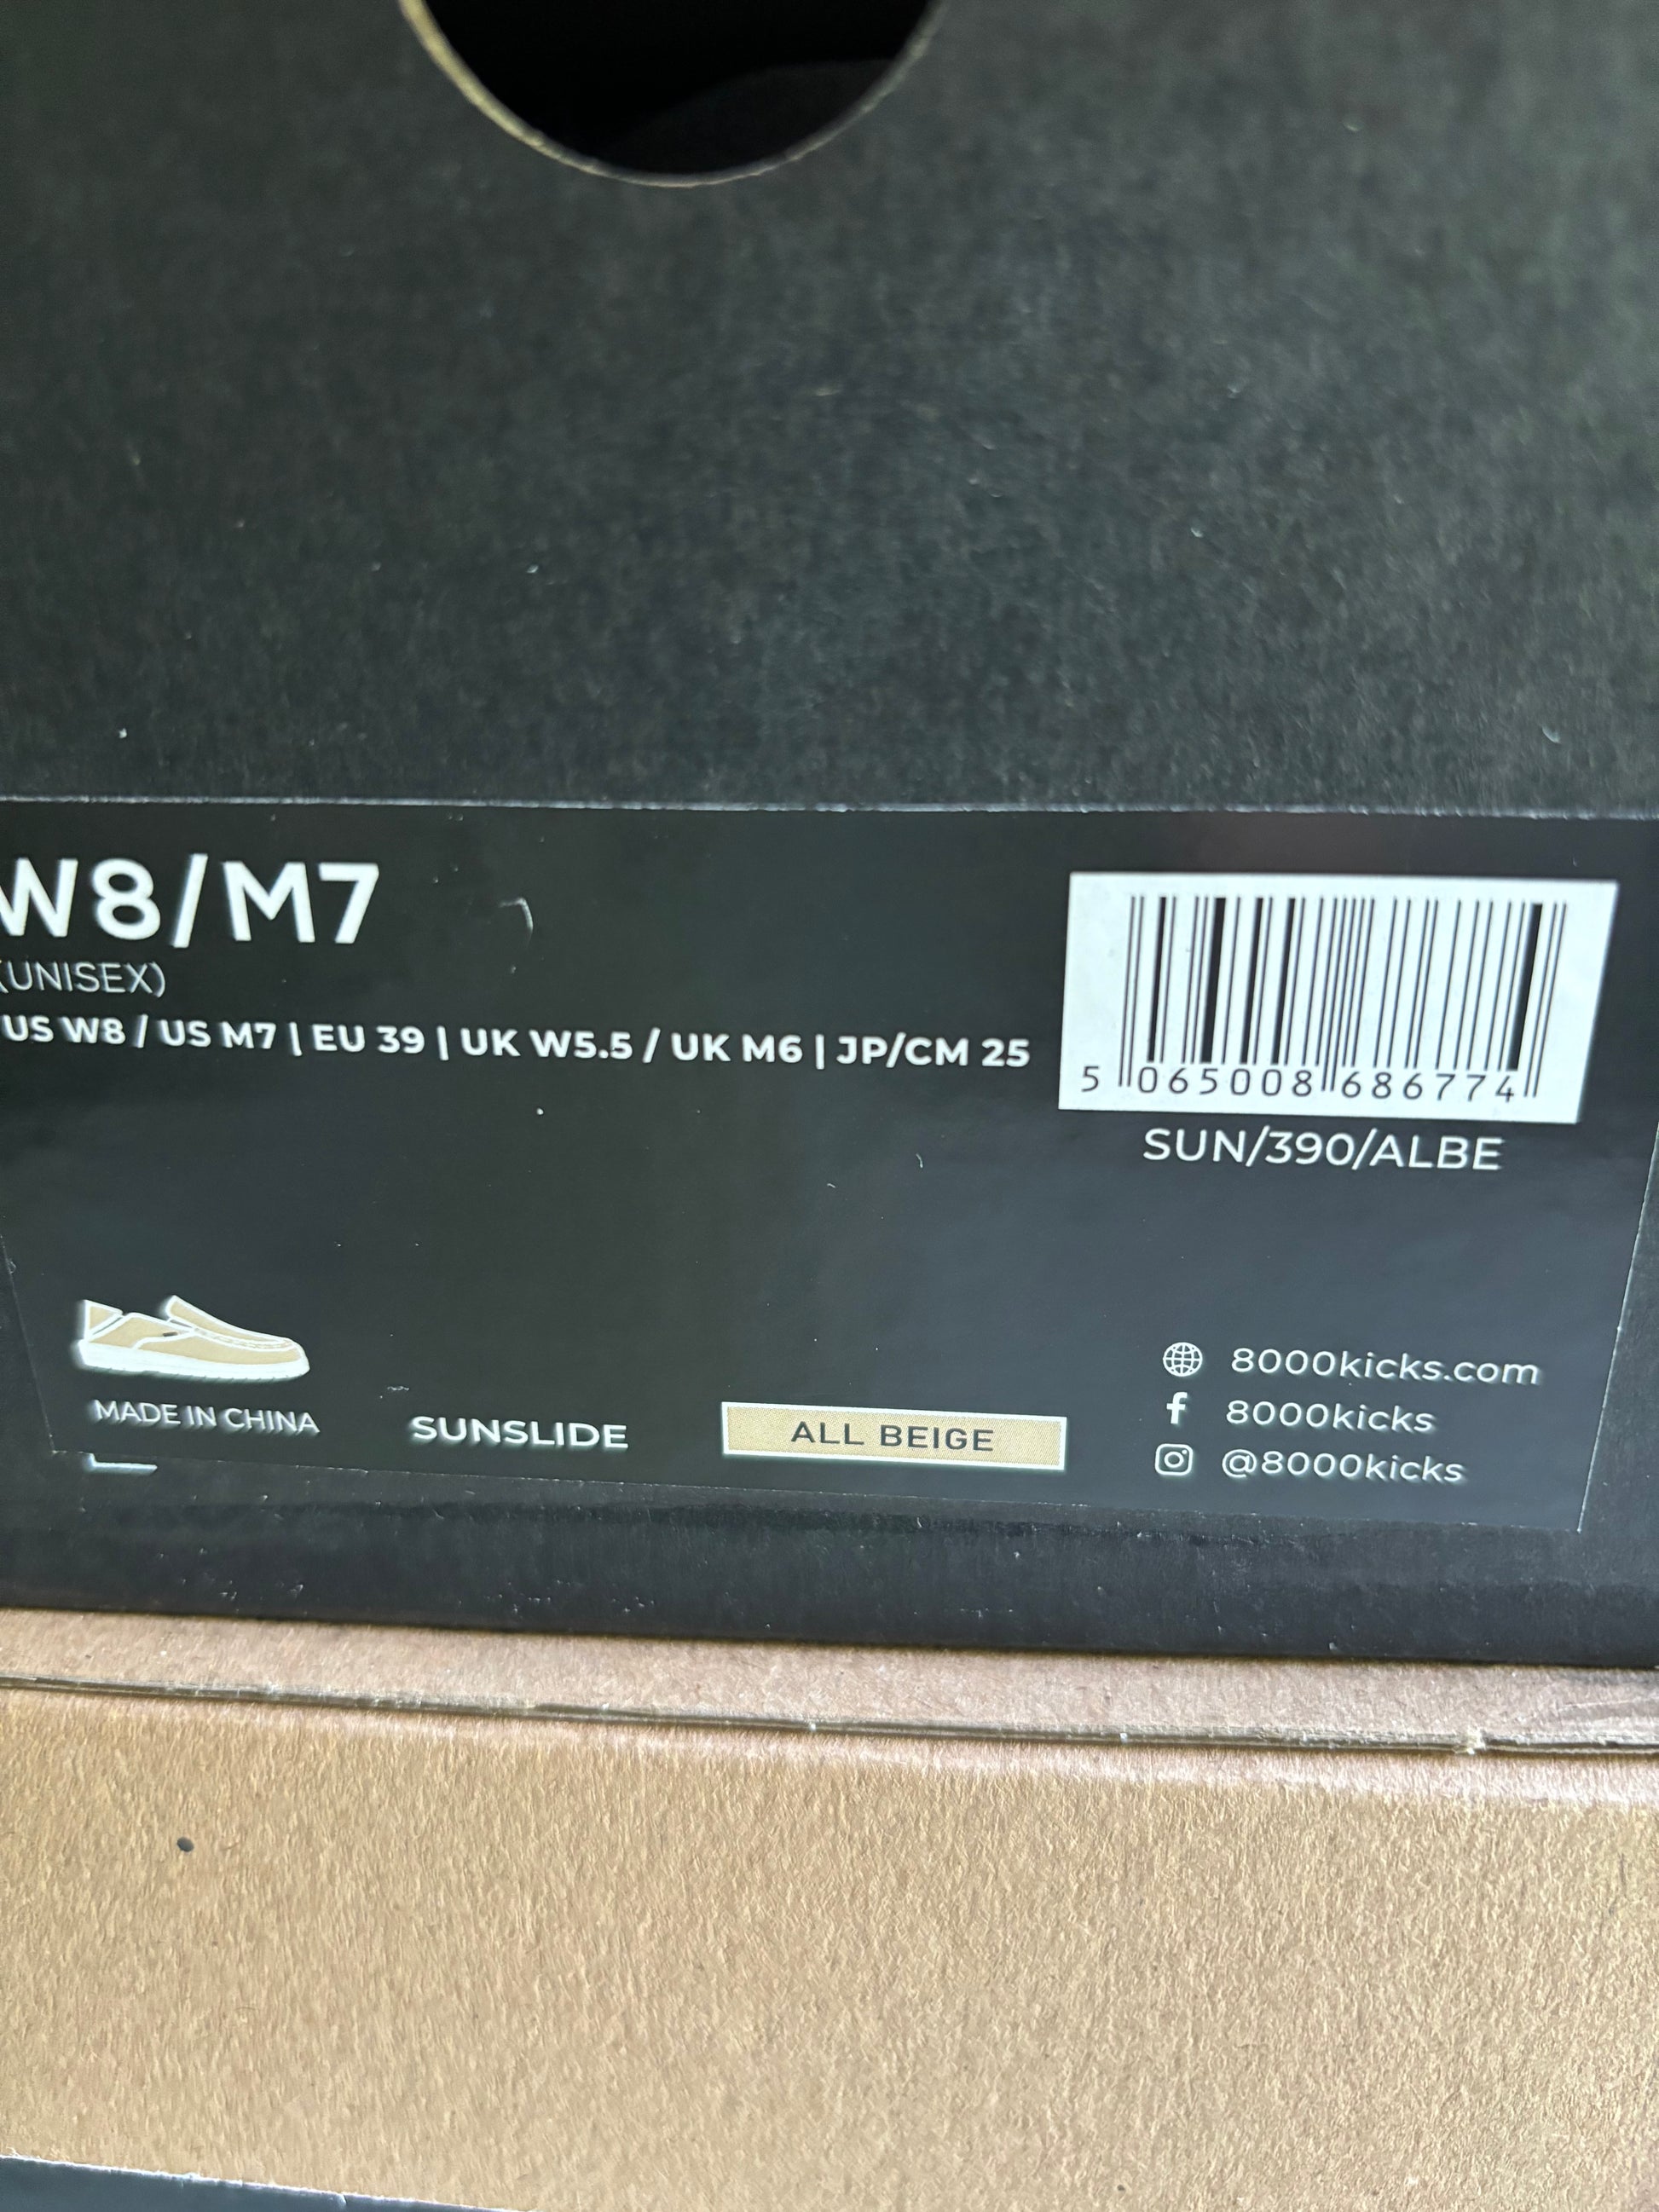 W8/M7
(UNISEX)
US W8 / US M7 | EU 39 | UK W5.5 / UK M6 | JP/CM 25
5 065008 686774
SUN/390/ALBE
MADE IN CHINA
SUNSLIDE
ALL BEIGE
8000kicks.com
8000kicks
@8000kicks